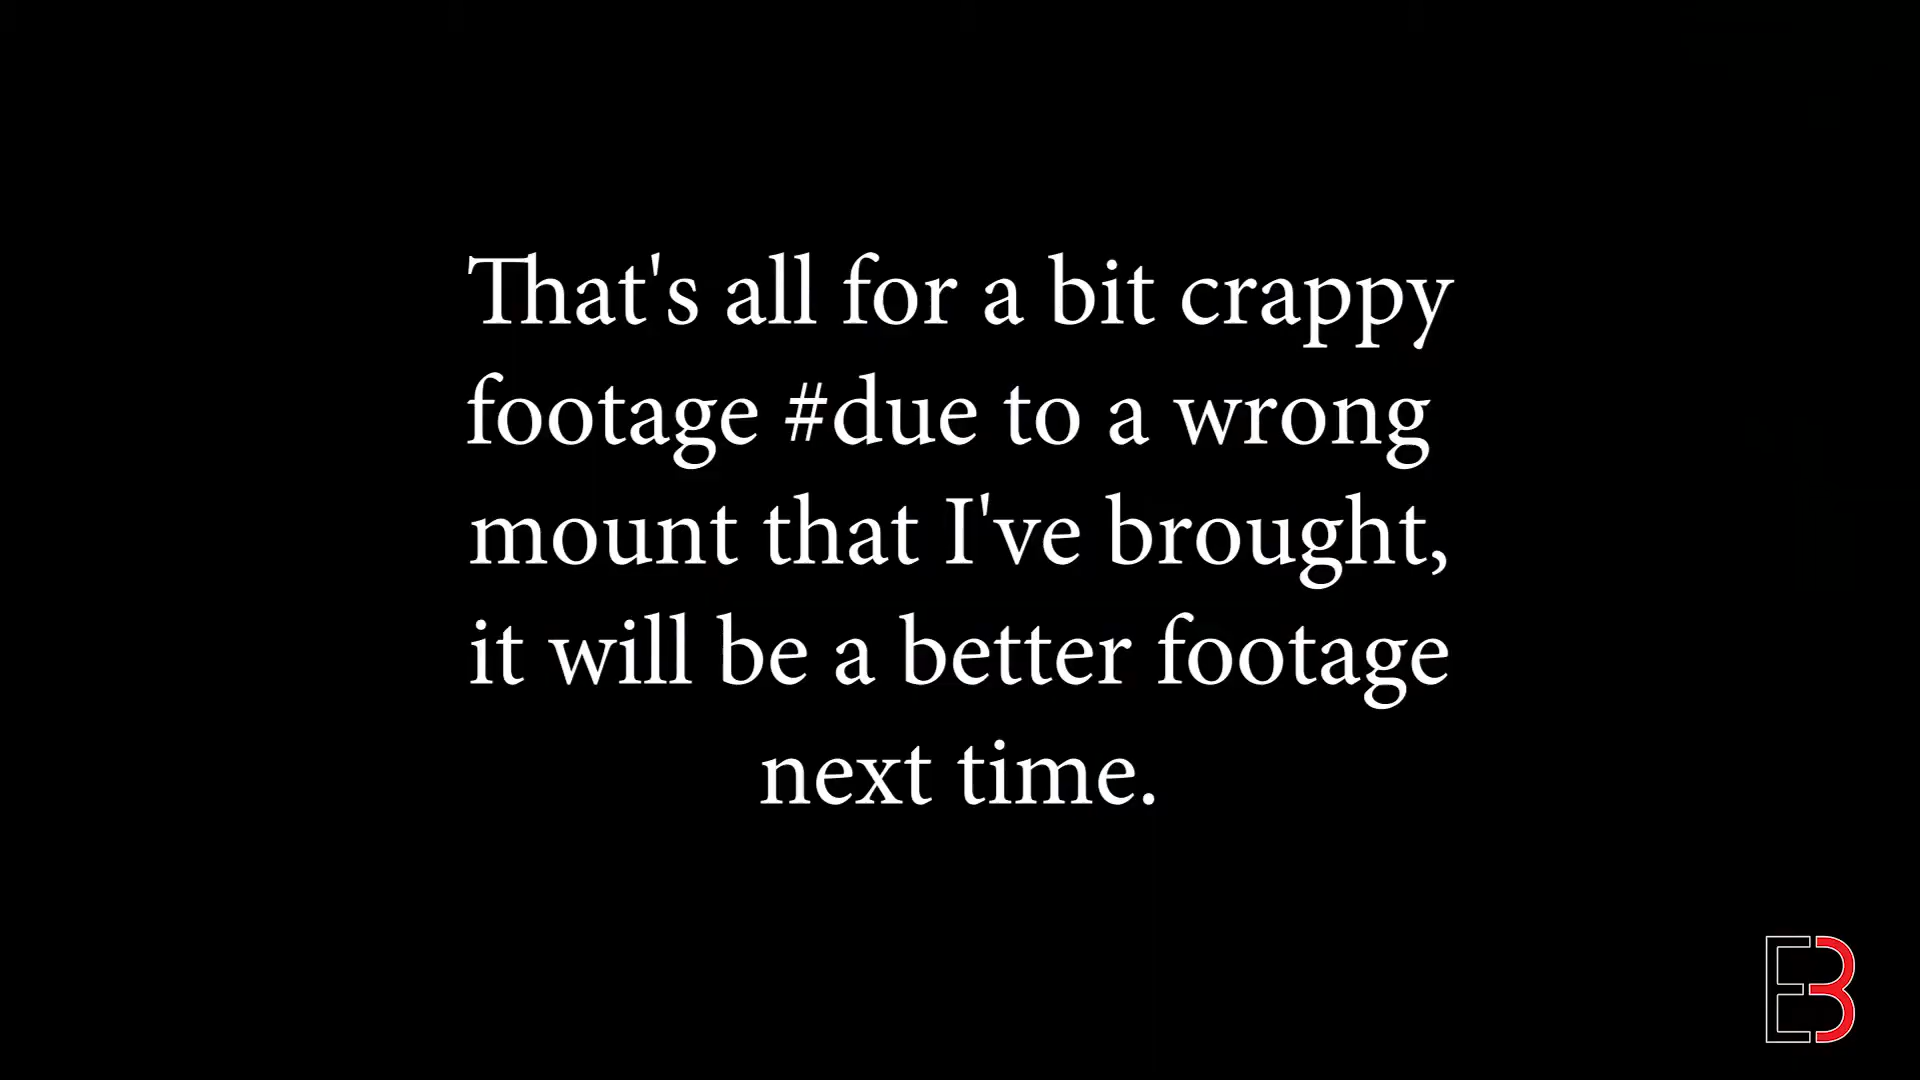 That's all for a bit crappy
footage #due to a wrong
mount that I've brought,
it will be a better footage
next time.
EB